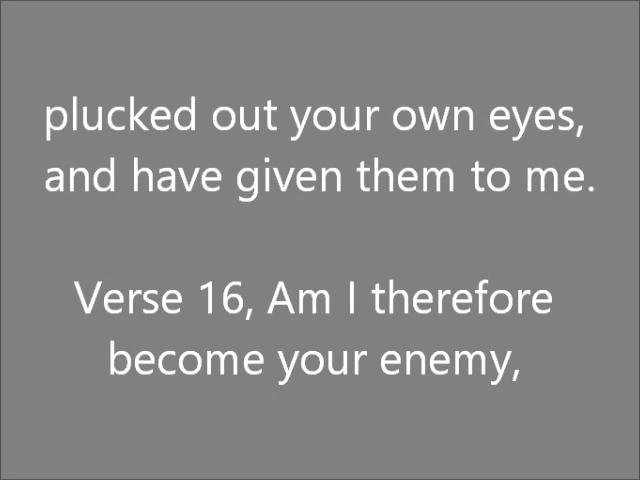 plucked out your own eyes,
and have given them to me.
Verse 16, Am I therefore
become your enemy,